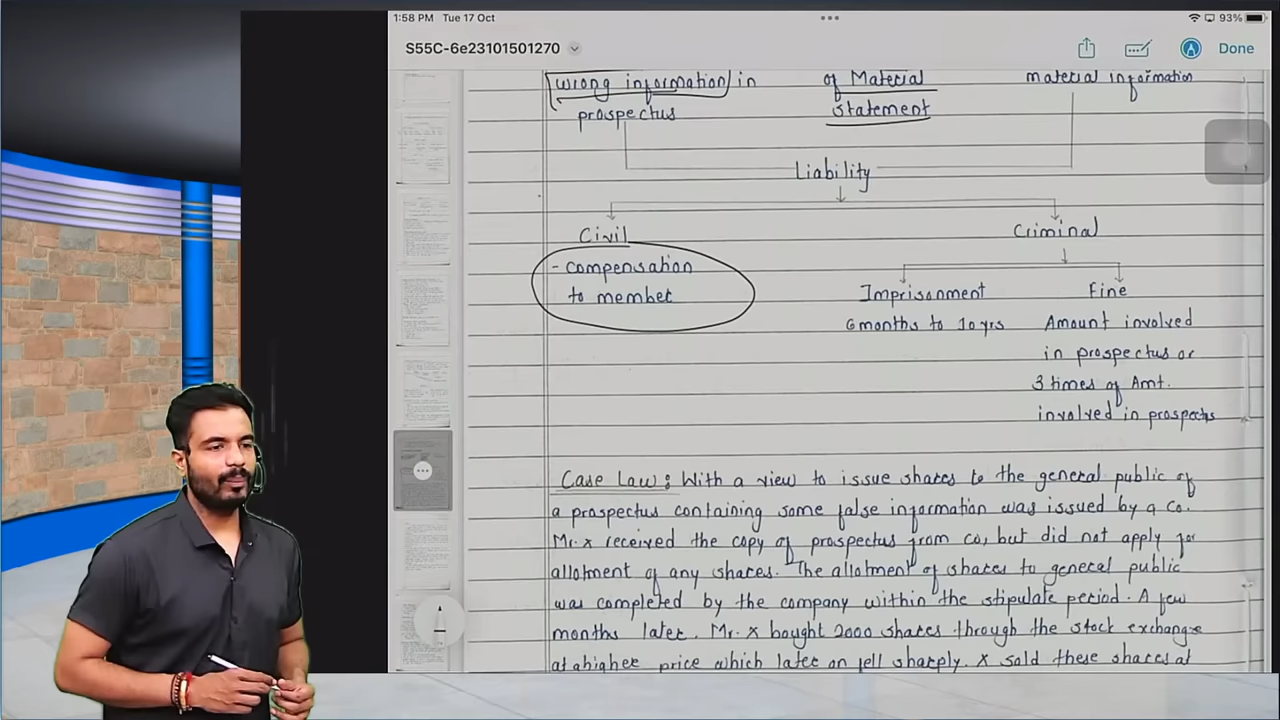 1:58 PM Tue 17 Oct
93%
S55C-6e23101501270
Done
wrong information in
prospectus
of Material
statement
material information
Liability
Civil
Criminal
- compensation
to member
Imprisonment
6 months to 10 yrs
Fine
Amount involved
in prospectus or
3 times of Amt.
involved in prospectus
Case Law: With a view to issue shares to the general public of
a prospectus containing some false information was issued by a Co.
Mr. X received the copy of prospectus from co, but did not apply for
allotment of any shares. The allotment of shares to general public
was completed by the company within the stipulate period. A few
months later, Mr. X bought 2000 shares through the stock exchange
at a higher price which later on fell sharply. X sold these shares at